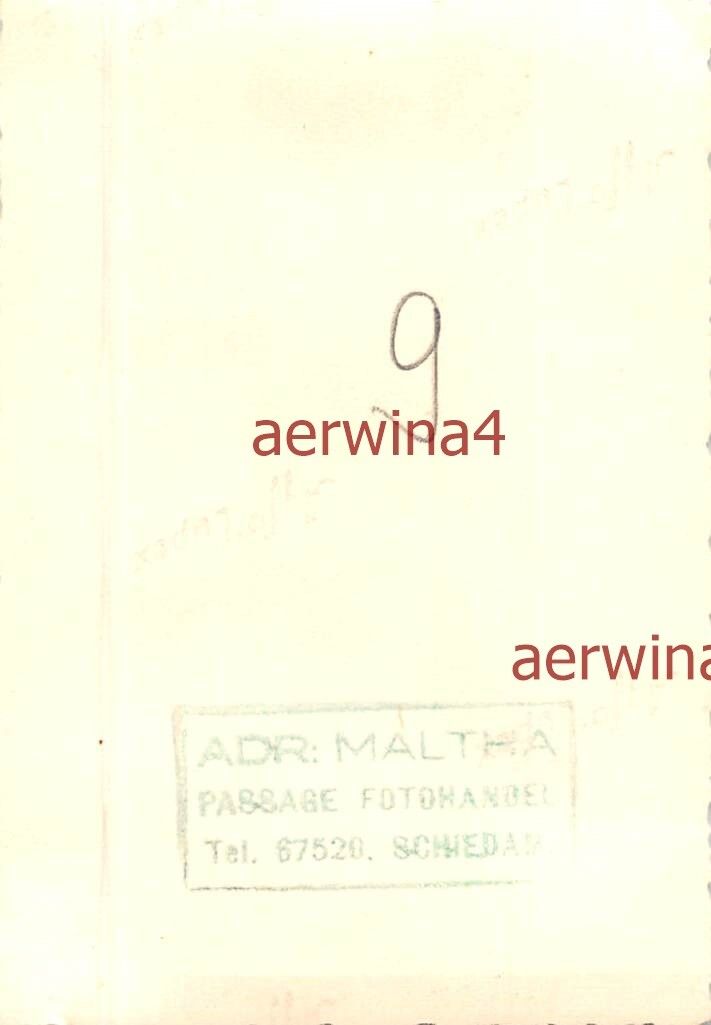 9
aerwina4
aerwina
ADR: MALTHA
PASSAGE FOTOHANDEL
Tel. 67520. SCHIEDAM.